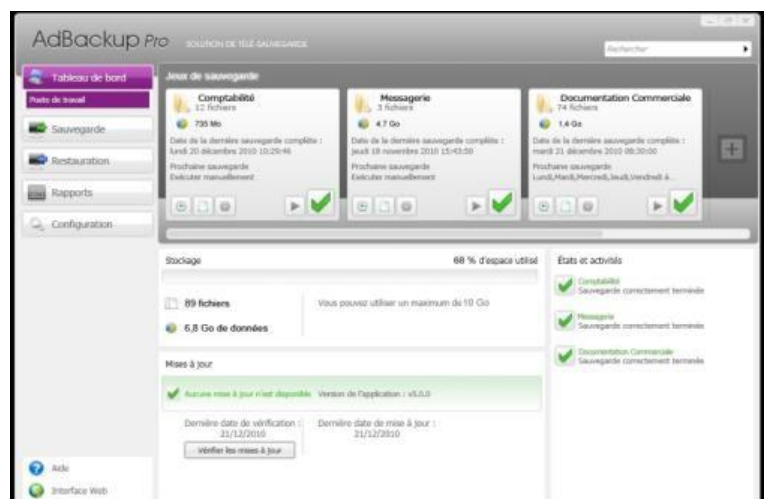 AdBackup Pro
SOLUTION DE TÉLÉ-SAUVEGARDE
Rechercher
Tableau de bord
Poste de travail
Sauvegarde
Restauration
Rapports
Configuration
Aide
Interface Web
Jeux de sauvegarde
Comptabilité
12 fichiers
735 Mo
Date de la dernière sauvegarde complète :
lundi 20 décembre 2010 10:29:46
Prochaine sauvegarde
Exécuter manuellement
Messagerie
3 fichiers
4,7 Go
Date de la dernière sauvegarde complète :
jeudi 18 novembre 2010 15:43:50
Prochaine sauvegarde
Exécuter manuellement
Documentation Commerciale
74 fichiers
1,4 Go
Date de la dernière sauvegarde complète :
mardi 21 décembre 2010 08:30:00
Prochaine sauvegarde
Lundi,Mardi,Mercredi,Jeudi,Vendredi à...
Stockage
68 % d'espace utilisé
89 fichiers
Vous pouvez utiliser un maximum de 10 Go
6,8 Go de données
Mises à jour
Aucune mise à jour n'est disponible Version de l'application : v5.0.0
Dernière date de vérification :
21/12/2010
Dernière date de mise à jour :
21/12/2010
Vérifier les mises à jour
États et activités
Comptabilité
Sauvegarde correctement terminée
Messagerie
Sauvegarde correctement terminée
Documentation Commerciale
Sauvegarde correctement terminée